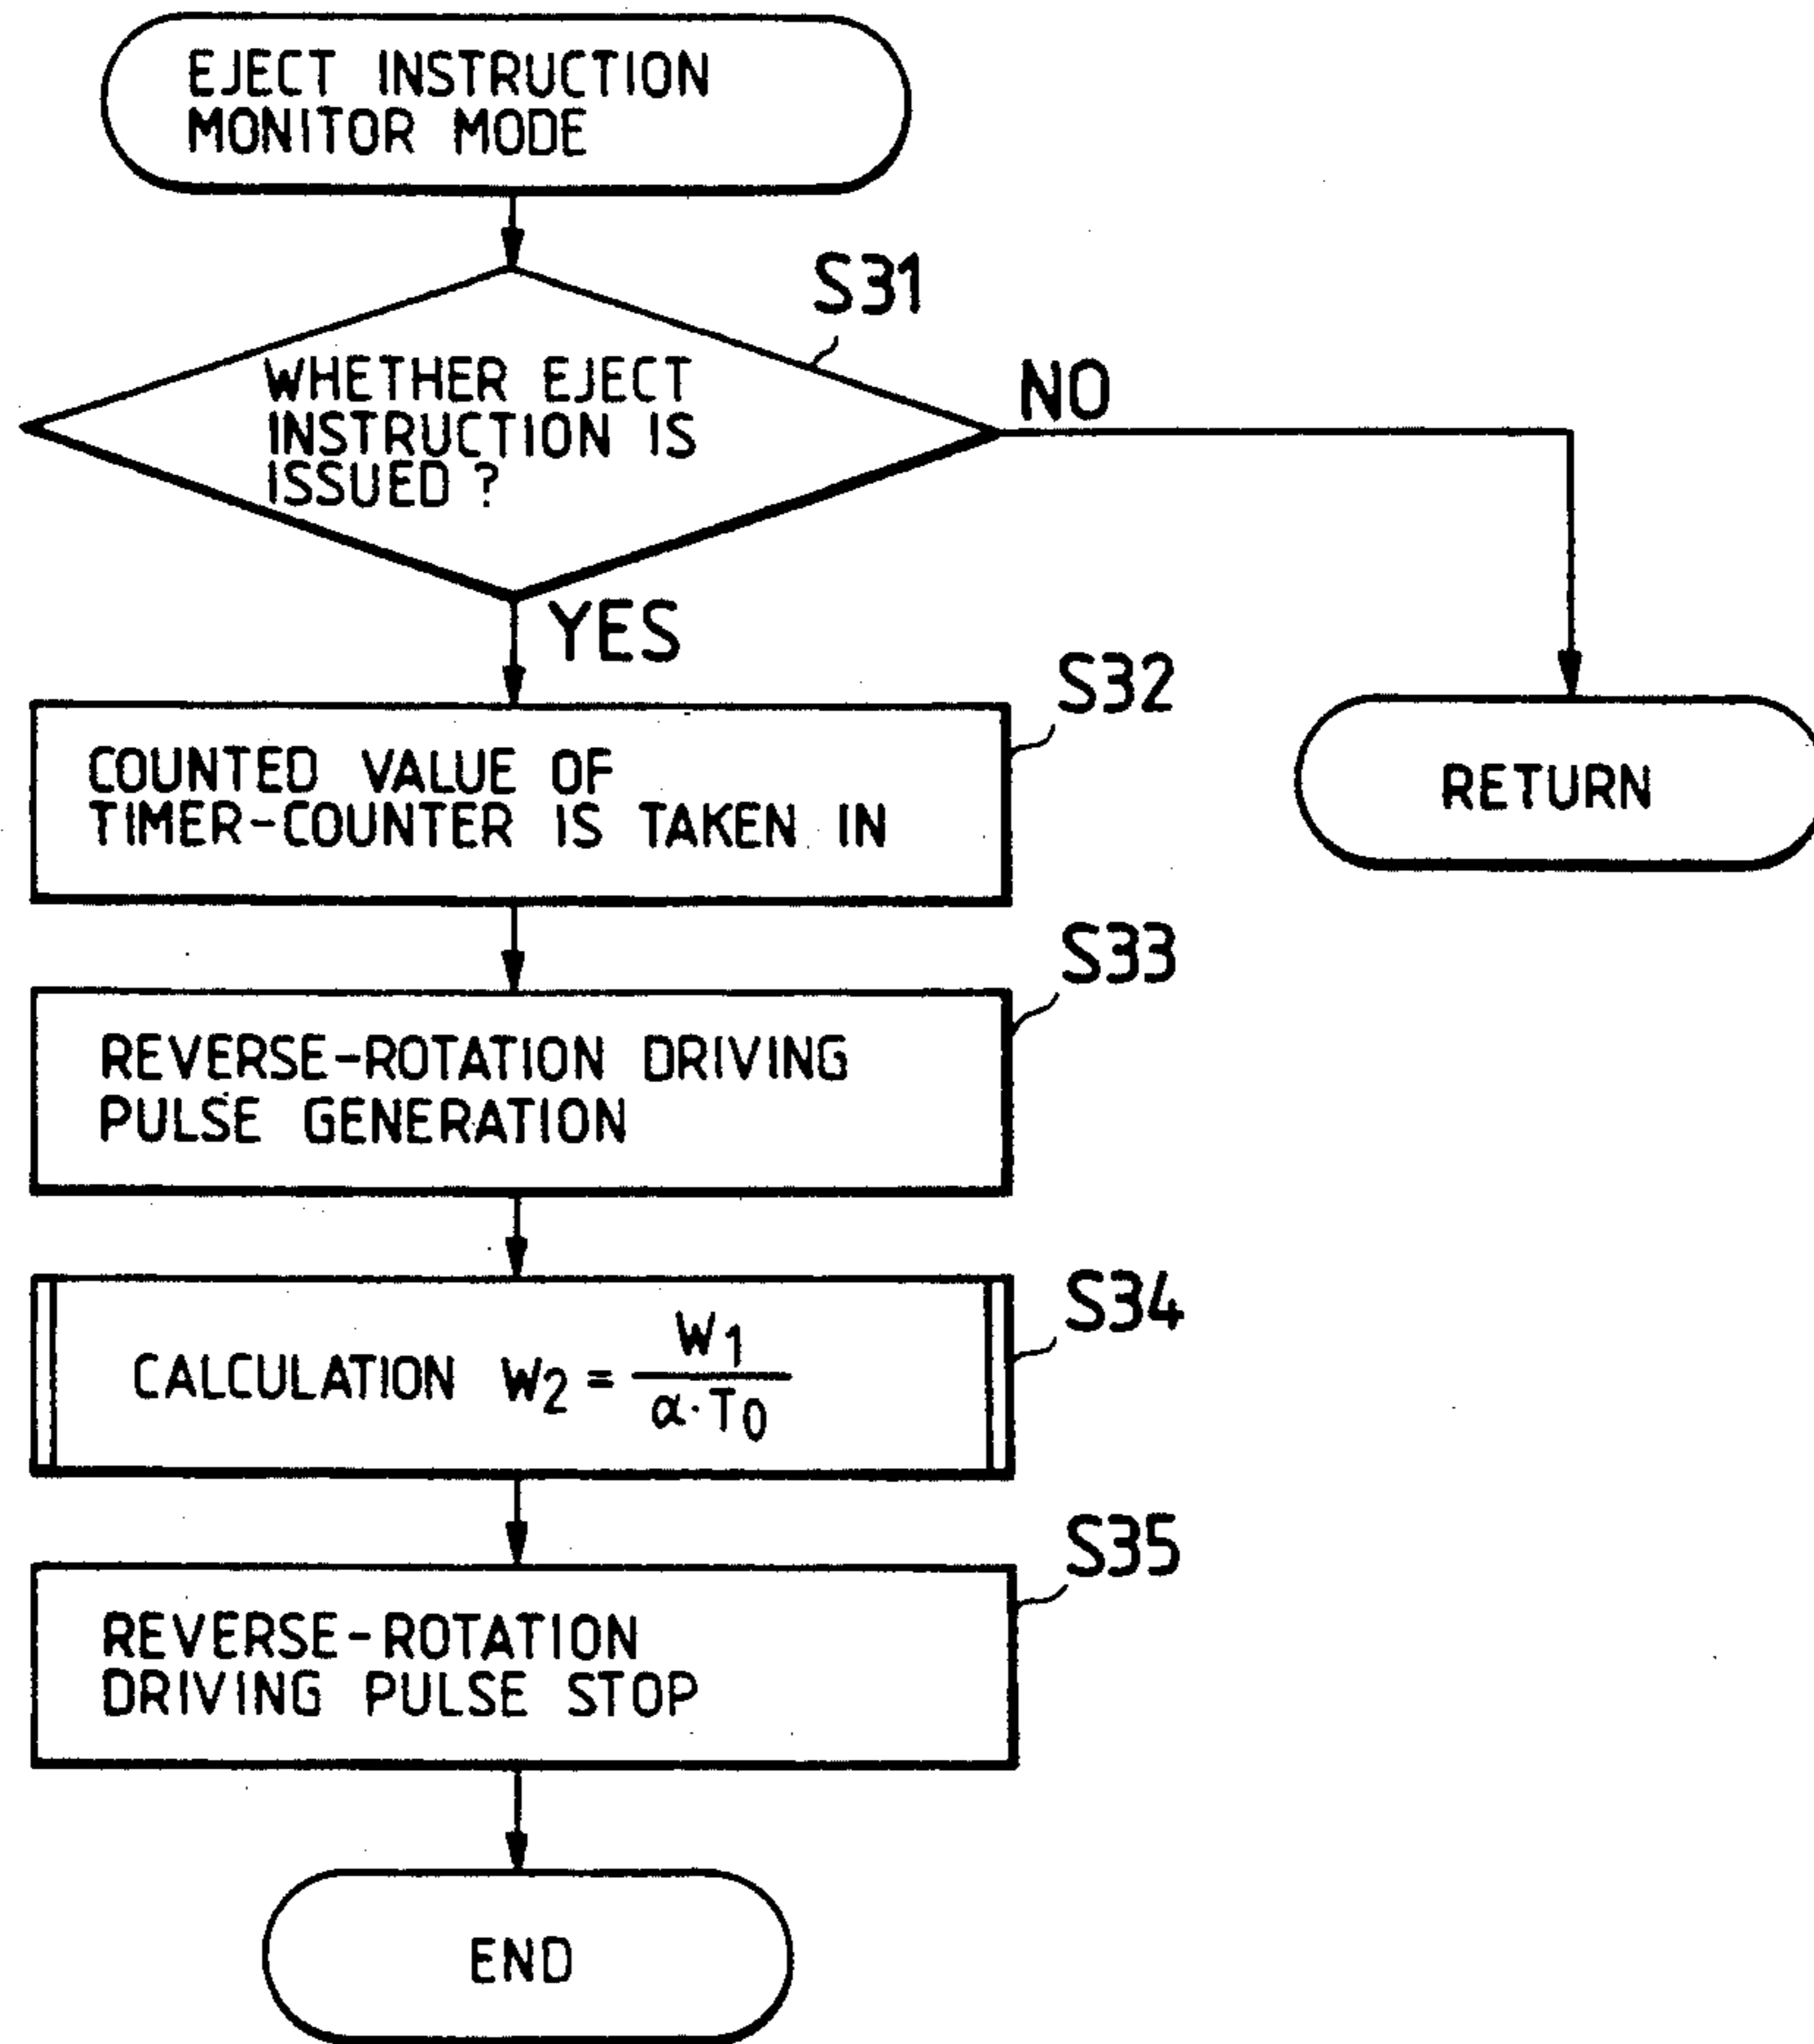 EJECT INSTRUCTION
MONITOR MODE
S31
WHETHER EJECT
INSTRUCTION IS
ISSUED ?
NO
YES
S32
COUNTED VALUE OF
TIMER-COUNTER IS TAKEN IN
RETURN
S33
REVERSE-ROTATION DRIVING
PULSE GENERATION
S34
CALCULATION W2 = W1 / α·T0
S35
REVERSE-ROTATION
DRIVING PULSE STOP
END